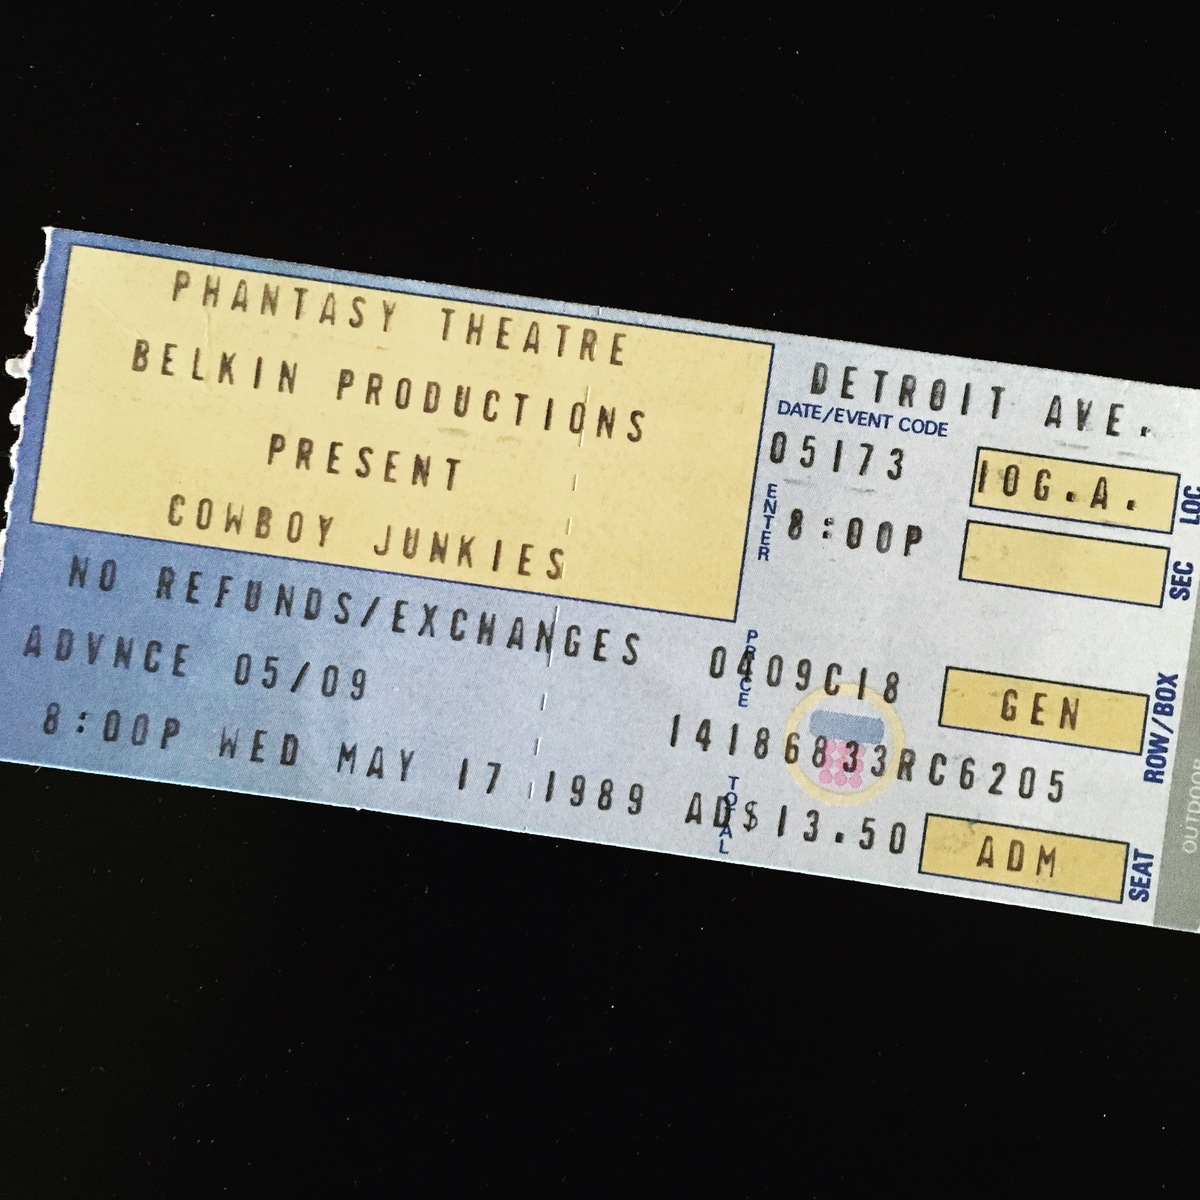 PHANTASY THEATRE
BELKIN PRODUCTIONS
PRESENT
COWBOY JUNKIES
NO REFUNDS/EXCHANGES
ADVNCE 05/09
8:00P WED MAY 17 1989
DETROIT AVE.
DATE/EVENT CODE
05173
ENTER
8:00P
PRICE
0409C18
14186833RC6205
TOTAL
AD$13.50
10G.A.
LOC
SEC
GEN
ROW/BOX
ADM
SEAT